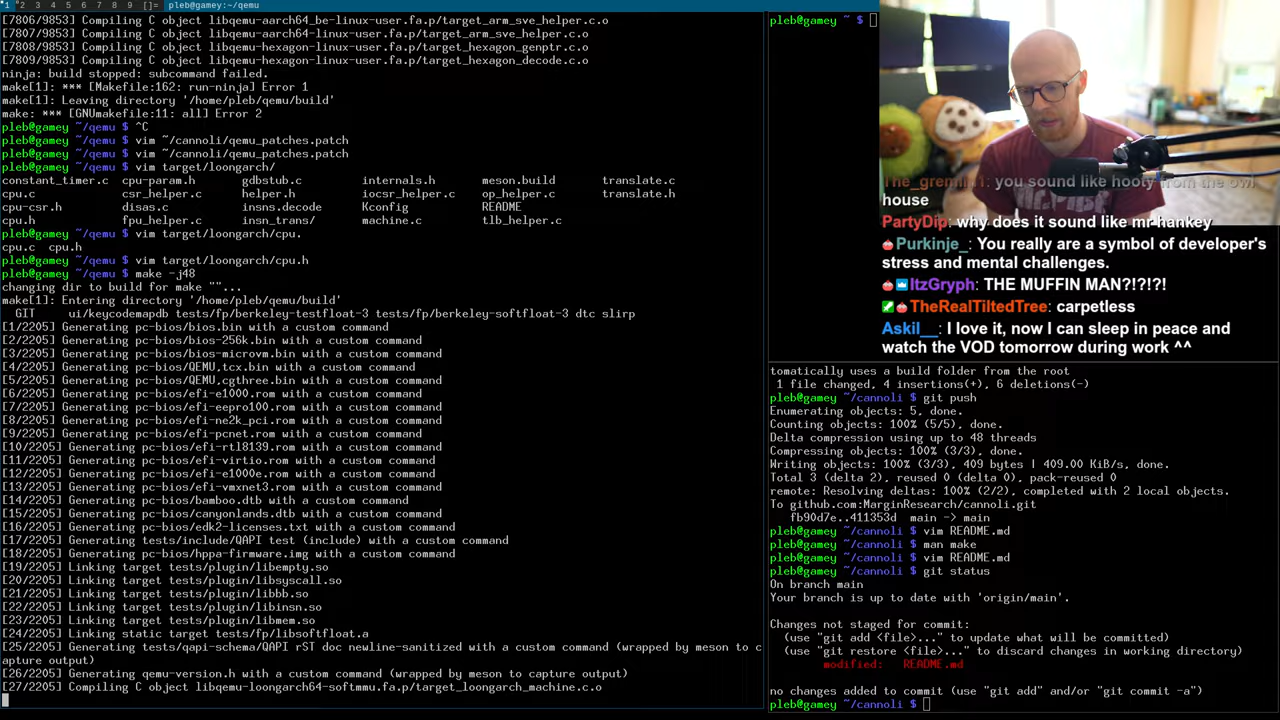 1 2 3 4 5 6 7 8 9 []= pleb@gamey:~/qemu
[7806/9853] Compiling C object libqemu-aarch64_be-linux-user.fa.p/target_arm_sve_helper.c.o
[7807/9853] Compiling C object libqemu-aarch64-linux-user.fa.p/target_arm_sve_helper.c.o
[7808/9853] Compiling C object libqemu-hexagon-linux-user.fa.p/target_hexagon_genptr.c.o
[7809/9853] Compiling C object libqemu-hexagon-linux-user.fa.p/target_hexagon_decode.c.o
ninja: build stopped: subcommand failed.
make[1]: *** [Makefile:162: run-ninja] Error 1
make[1]: Leaving directory '/home/pleb/qemu/build'
make: *** [GNUmakefile:11: all] Error 2
pleb@gamey ~/qemu $ ^C
pleb@gamey ~/qemu $ vim ~/cannoli/qemu_patches.patch
pleb@gamey ~/qemu $ vim ~/cannoli/qemu_patches.patch
pleb@gamey ~/qemu $ vim target/loongarch/
constant_timer.c cpu-param.h gdbstub.c internals.h meson.build translate.c
cpu.c csr_helper.c helper.h iocsr_helper.c op_helper.c translate.h
cpu-csr.h disas.c insn.decode Kconfig README
cpu.h fpu_helper.c insn_trans/ machine.c tlb_helper.c
pleb@gamey ~/qemu $ vim target/loongarch/cpu.
cpu.c cpu.h
pleb@gamey ~/qemu $ vim target/loongarch/cpu.h
pleb@gamey ~/qemu $ make -j48
changing dir to build for make ""...
make[1]: Entering directory '/home/pleb/qemu/build'
GIT ui/keycodemapdb tests/fp/berkeley-testfloat-3 tests/fp/berkeley-softfloat-3 dtc slirp
[1/2205] Generating pc-bios/bios.bin with a custom command
[2/2205] Generating pc-bios/bios-256k.bin with a custom command
[3/2205] Generating pc-bios/bios-microvm.bin with a custom command
[4/2205] Generating pc-bios/QEMU,tcx.bin with a custom command
[5/2205] Generating pc-bios/QEMU,cgthree.bin with a custom command
[6/2205] Generating pc-bios/efi-e1000.rom with a custom command
[7/2205] Generating pc-bios/efi-eepro100.rom with a custom command
[8/2205] Generating pc-bios/efi-ne2k_pci.rom with a custom command
[9/2205] Generating pc-bios/efi-pcnet.rom with a custom command
[10/2205] Generating pc-bios/efi-rtl8139.rom with a custom command
[11/2205] Generating pc-bios/efi-virtio.rom with a custom command
[12/2205] Generating pc-bios/efi-e1000e.rom with a custom command
[13/2205] Generating pc-bios/efi-vmxnet3.rom with a custom command
[14/2205] Generating pc-bios/bamboo.dtb with a custom command
[15/2205] Generating pc-bios/canyonlands.dtb with a custom command
[16/2205] Generating pc-bios/edk2-licenses.txt with a custom command
[17/2205] Generating tests/include/QAPI test (include) with a custom command
[18/2205] Generating pc-bios/hppa-firmware.img with a custom command
[19/2205] Linking target tests/plugin/libempty.so
[20/2205] Linking target tests/plugin/libsyscall.so
[21/2205] Linking target tests/plugin/libbb.so
[22/2205] Linking target tests/plugin/libinsn.so
[23/2205] Linking target tests/plugin/libmem.so
[24/2205] Linking static target tests/fp/libsoftfloat.a
[25/2205] Generating tests/qapi-schema/QAPI rST doc newline-sanitized with a custom command (wrapped by meson to c
apture output)
[26/2205] Generating qemu-version.h with a custom command (wrapped by meson to capture output)
[27/2205] Compiling C object libqemu-loongarch64-softmmu.fa.p/target_loongarch_machine.c.o
pleb@gamey ~ $
The_gremlin1: you sound like hooty from the owl
house
PartyDip: why does it sound like mr hankey
Purkinje_: You really are a symbol of developer's
stress and mental challenges.
ItzGryph: THE MUFFIN MAN?!?!?!
TheRealTiltedTree: carpetless
Askil__: I love it, now I can sleep in peace and
watch the VOD tomorrow during work ^^
tomatically uses a build folder from the root
1 file changed, 4 insertions(+), 6 deletions(-)
pleb@gamey ~/cannoli $ git push
Enumerating objects: 5, done.
Counting objects: 100% (5/5), done.
Delta compression using up to 48 threads
Compressing objects: 100% (3/3), done.
Writing objects: 100% (3/3), 409 bytes | 409.00 KiB/s, done.
Total 3 (delta 2), reused 0 (delta 0), pack-reused 0
remote: Resolving deltas: 100% (2/2), completed with 2 local objects.
To github.com:MarginResearch/cannoli.git
fb90d7e..411353d main -> main
pleb@gamey ~/cannoli $ vim README.md
pleb@gamey ~/cannoli $ man make
pleb@gamey ~/cannoli $ vim README.md
pleb@gamey ~/cannoli $ git status
On branch main
Your branch is up to date with 'origin/main'.
Changes not staged for commit:
(use "git add <file>..." to update what will be committed)
(use "git restore <file>..." to discard changes in working directory)
modified: README.md
no changes added to commit (use "git add" and/or "git commit -a")
pleb@gamey ~/cannoli $